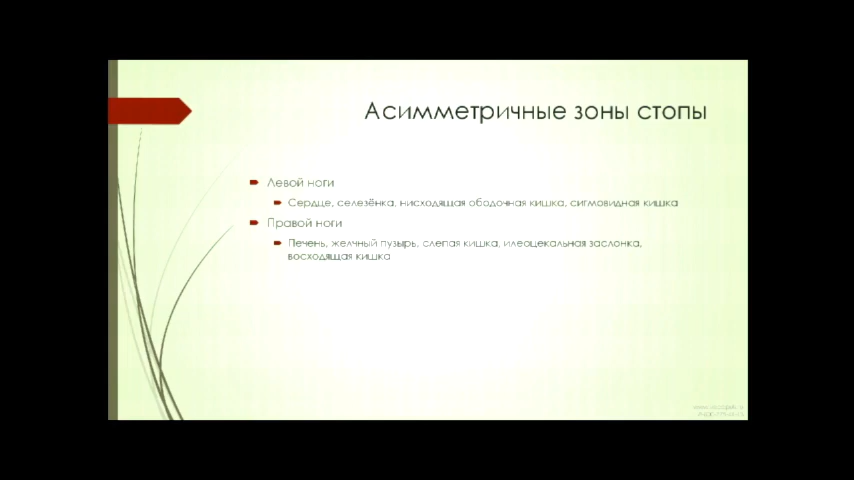 Асимметричные зоны стопы
Левой ноги
Сердце, селезёнка, нисходящая ободочная кишка, сигмовидная кишка
Правой ноги
Печень, желчный пузырь, слепая кишка, илеоцекальная заслонка,
восходящая кишка